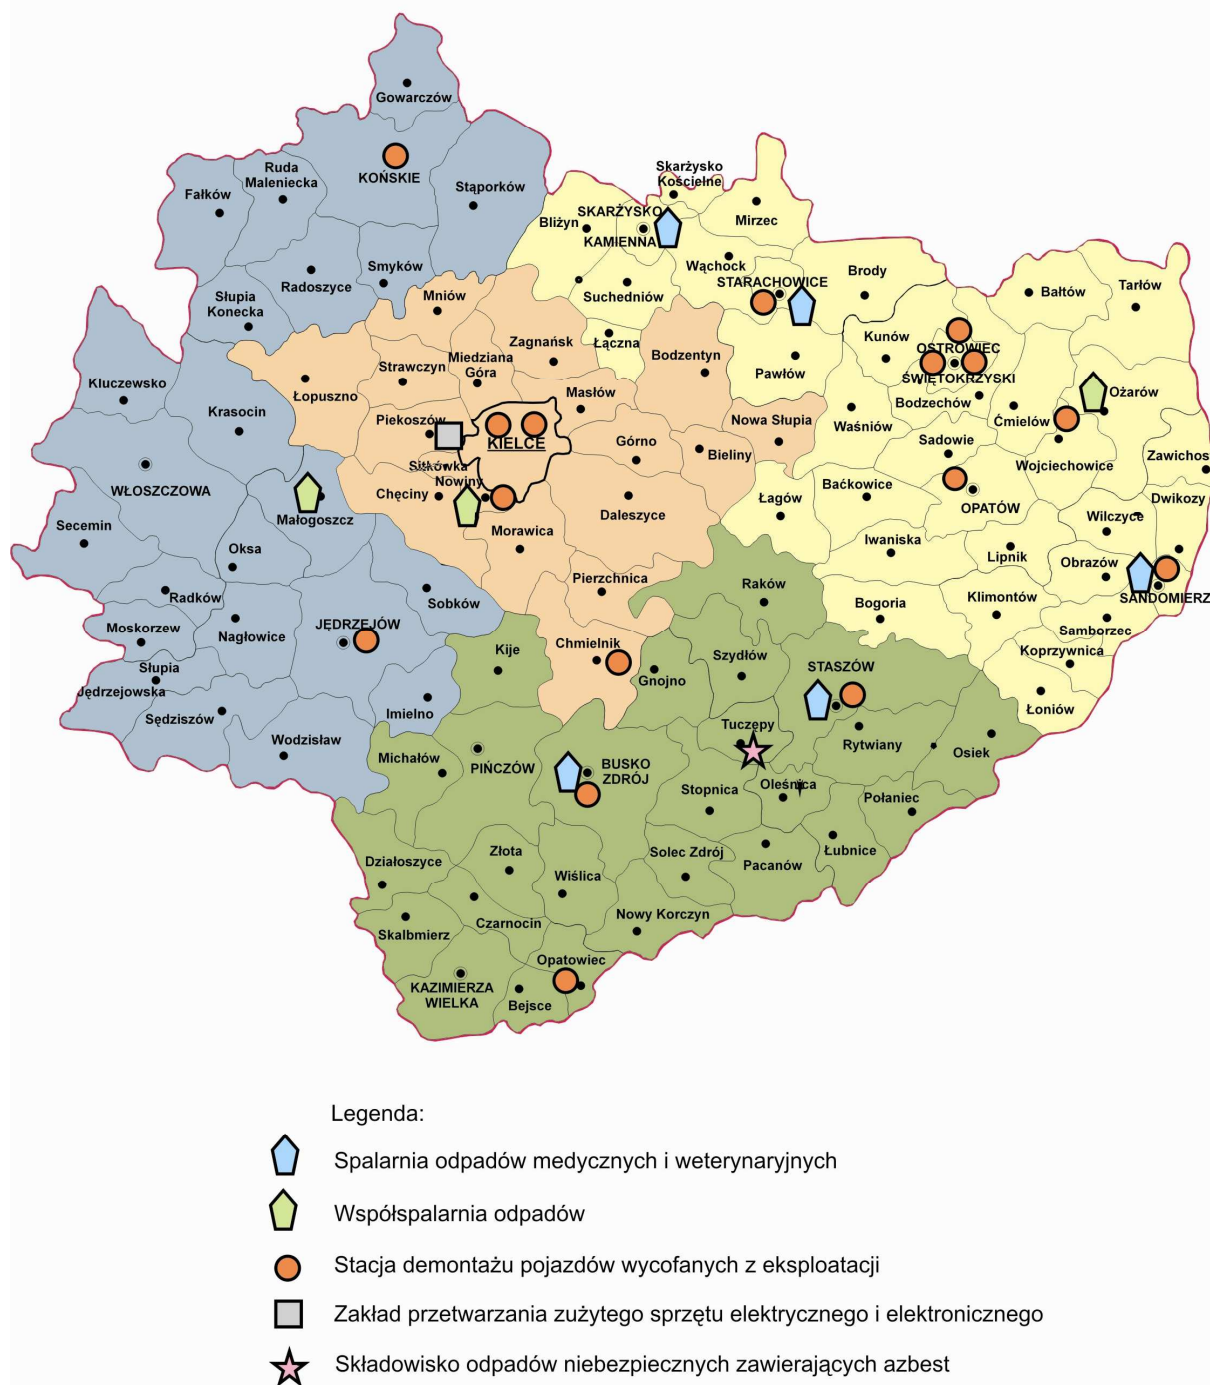 Gowarczów
KOŃSKIE
Ruda
Maleniecka
Fałków
Stąporków
Radoszyce
Smyków
Słupia
Konecka
Skarżysko
Kościelne
SKARŻYSKO
KAMIENNA
Bliżyn
Mirzec
Wąchock
Suchedniów
STARACHOWICE
Brody
Bałtów
Tarłów
Mniów
Łączna
Zagnańsk
Bodzentyn
Pawłów
Kunów
OSTROWIEC
ŚWIĘTOKRZYSKI
Bodzechów
Ożarów
Kluczewsko
Krasocin
Łopuszno
Strawczyn
Miedziana
Góra
Masłów
Nowa Słupia
Waśniów
Ćmielów
Piekoszów
KIELCE
Górno
Bieliny
Sadowie
Wojciechowice
Zawichos
Sitkówka
Nowiny
WŁOSZCZOWA
Małogoszcz
Chęciny
Daleszyce
Łagów
Baćkowice
OPATÓW
Dwikozy
Wilczyce
Secemin
Oksa
Morawica
Iwaniska
Lipnik
Obrazów
Radków
Sobków
Pierzchnica
Raków
Bogoria
Klimontów
SANDOMIERZ
Moskorzew
Nagłowice
JĘDRZEJÓW
Samborzec
Chmielnik
Kije
Szydłów
Gnojno
STASZÓW
Koprzywnica
Słupia
Jędrzejowska
Sędziszów
Imielno
Łoniów
Wodzisław
Michałów
PIŃCZÓW
BUSKO
ZDRÓJ
Tuczępy
Rytwiany
Osiek
Stopnica
Oleśnica
Połaniec
Działoszyce
Złota
Wiślica
Solec Zdrój
Pacanów
Łubnice
Skalbmierz
Czarnocin
Nowy Korczyn
Opatowiec
KAZIMIERZA
WIELKA
Bejsce
Legenda:
Spalarnia odpadów medycznych i weterynaryjnych
Współspalarnia odpadów
Stacja demontażu pojazdów wycofanych z eksploatacji
Zakład przetwarzania zużytego sprzętu elektrycznego i elektronicznego
Składowisko odpadów niebezpiecznych zawierających azbest